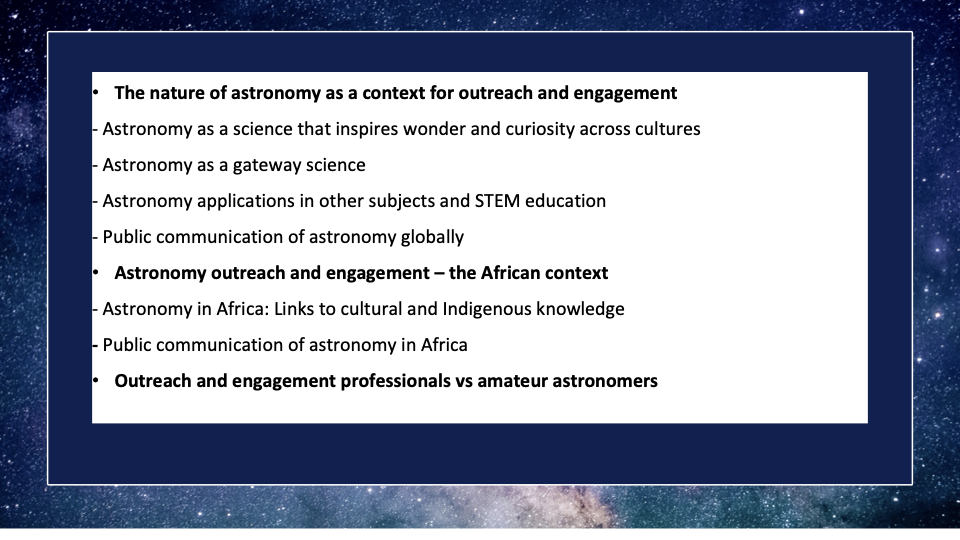 • The nature of astronomy as a context for outreach and engagement
- Astronomy as a science that inspires wonder and curiosity across cultures
- Astronomy as a gateway science
- Astronomy applications in other subjects and STEM education
- Public communication of astronomy globally
• Astronomy outreach and engagement – the African context
- Astronomy in Africa: Links to cultural and Indigenous knowledge
- Public communication of astronomy in Africa
• Outreach and engagement professionals vs amateur astronomers